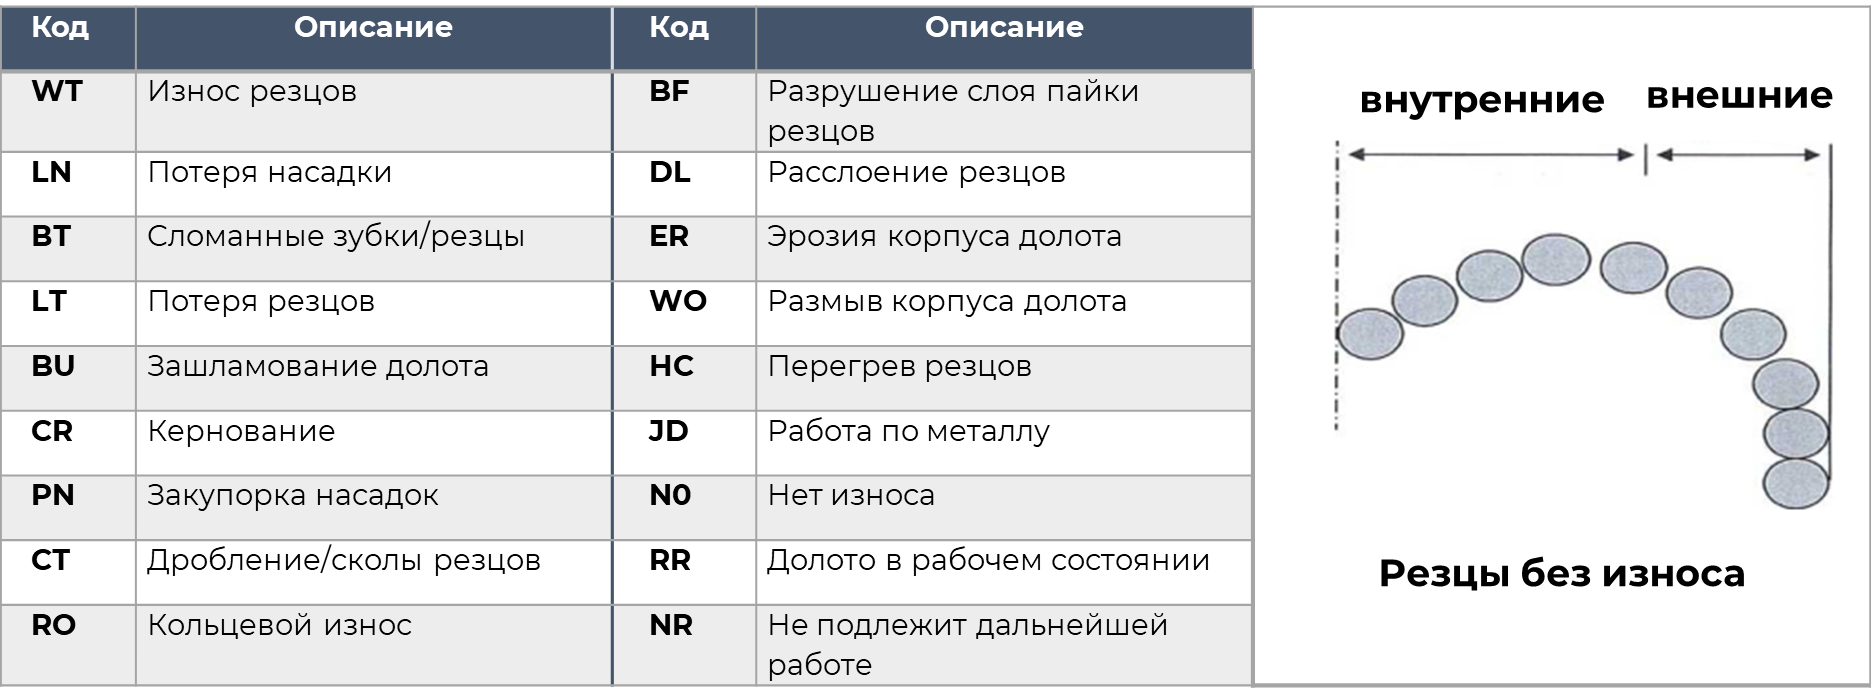 Код Описание Код Описание
WT Износ резцов BF Разрушение слоя пайки
резцов
LN Потеря насадки DL Расслоение резцов
BT Сломанные зубки/резцы ER Эрозия корпуса долота
LT Потеря резцов WO Размыв корпуса долота
BU Зашламование долота HC Перегрев резцов
CR Кернование JD Работа по металлу
PN Закупорка насадок N0 Нет износа
CT Дробление/сколы резцов RR Долото в рабочем состоянии
RO Кольцевой износ NR Не подлежит дальнейшей
работе
внутренние внешние
Резцы без износа